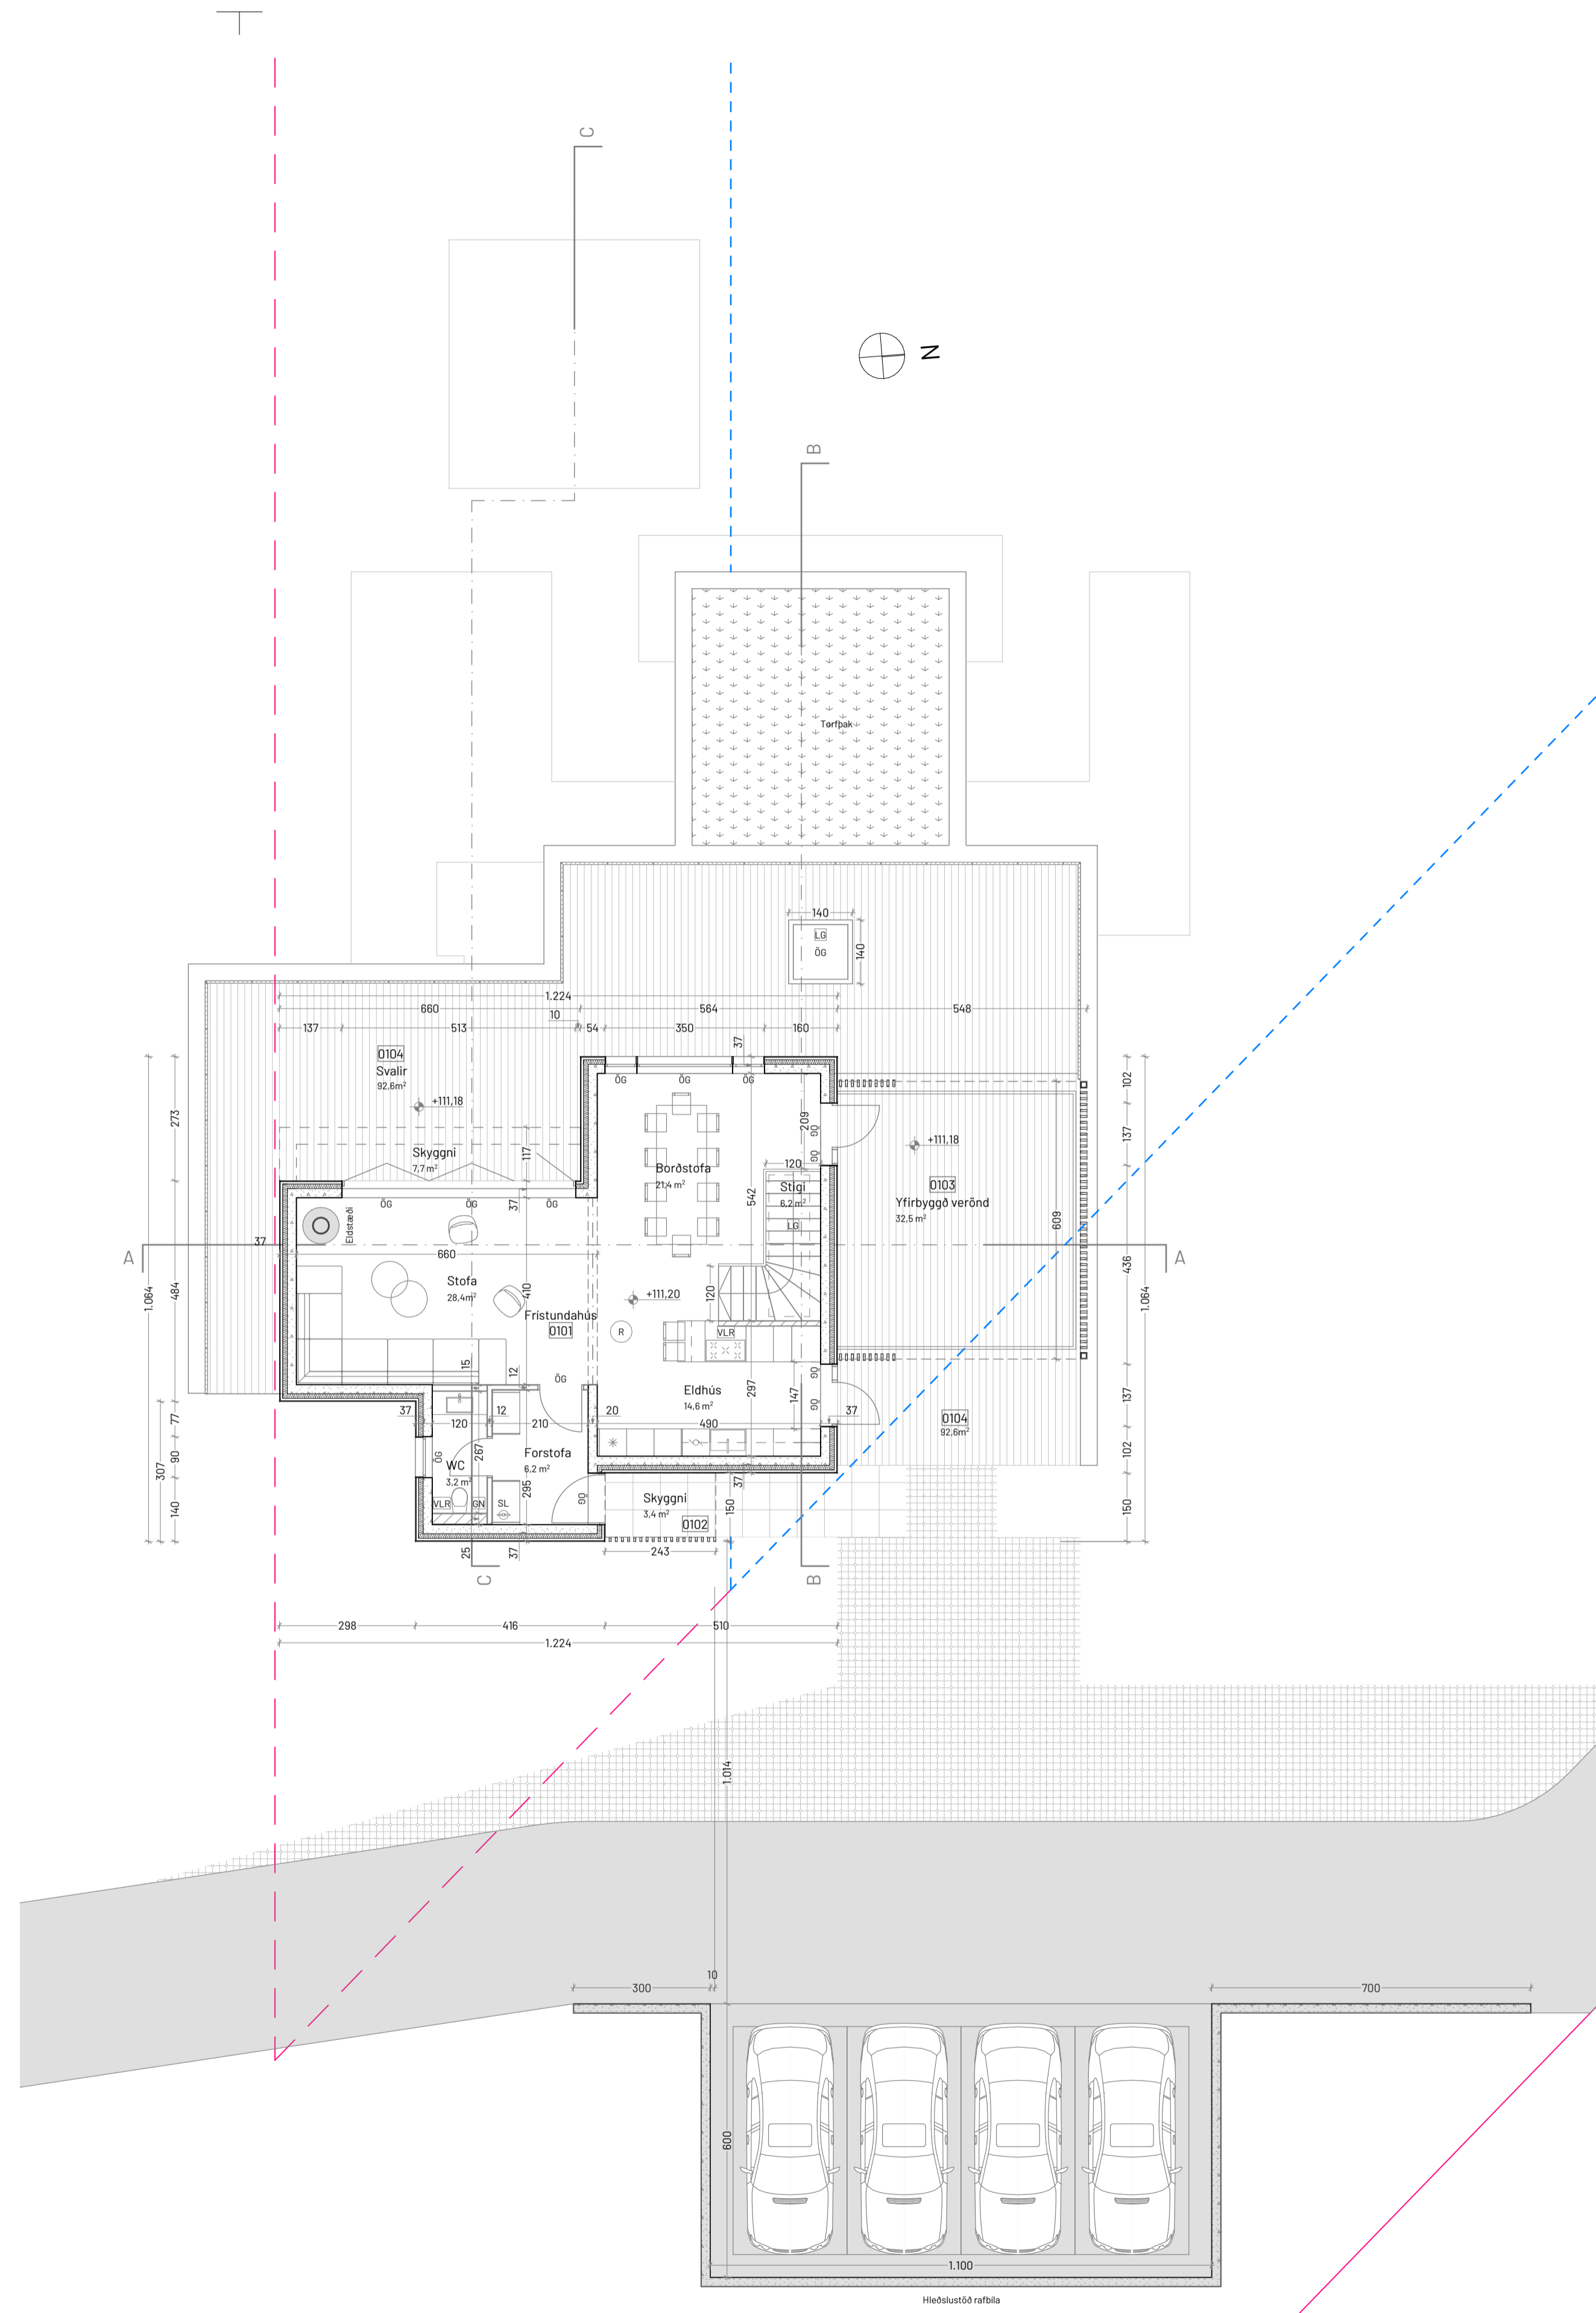 C
N
B
Torfþak
140
LG
ÖG
140
1.224
660
564
548
10
137
513
54
350
160
37
0104
Svalir
92,6m²
+111,18
ÖG
ÖG
ÖG
102
273
137
209
ÖG
ÖG
+111,18
Skyggni
7,7 m²
117
Borðstofa
21,4 m²
120
Stigi
6,2 m²
LG
0103
Yfirbyggð verönd
32,5 m²
542
609
ÖG
ÖG
ÖG
37
Eldstæði
37
A
A
660
Stofa
28,4m²
410
436
1.064
484
1.064
+111,20
120
Frístundahús
0101
R
VLR
15
12
ÖG
ÖG
ÖG
Eldhús
14,6 m²
297
147
137
37
120
12
210
20
490
37
0104
92,6m²
77
307
90
140
ÖG
WC
3,2 m²
267
Forstofa
6,2 m²
295
102
VLR
GN
SL
ÖG
37
Skyggni
3,4 m²
0102
150
150
243
25
37
C
B
298
416
510
1.224
1.014
10
300
700
600
1.100
Hleðslustöð rafbíla